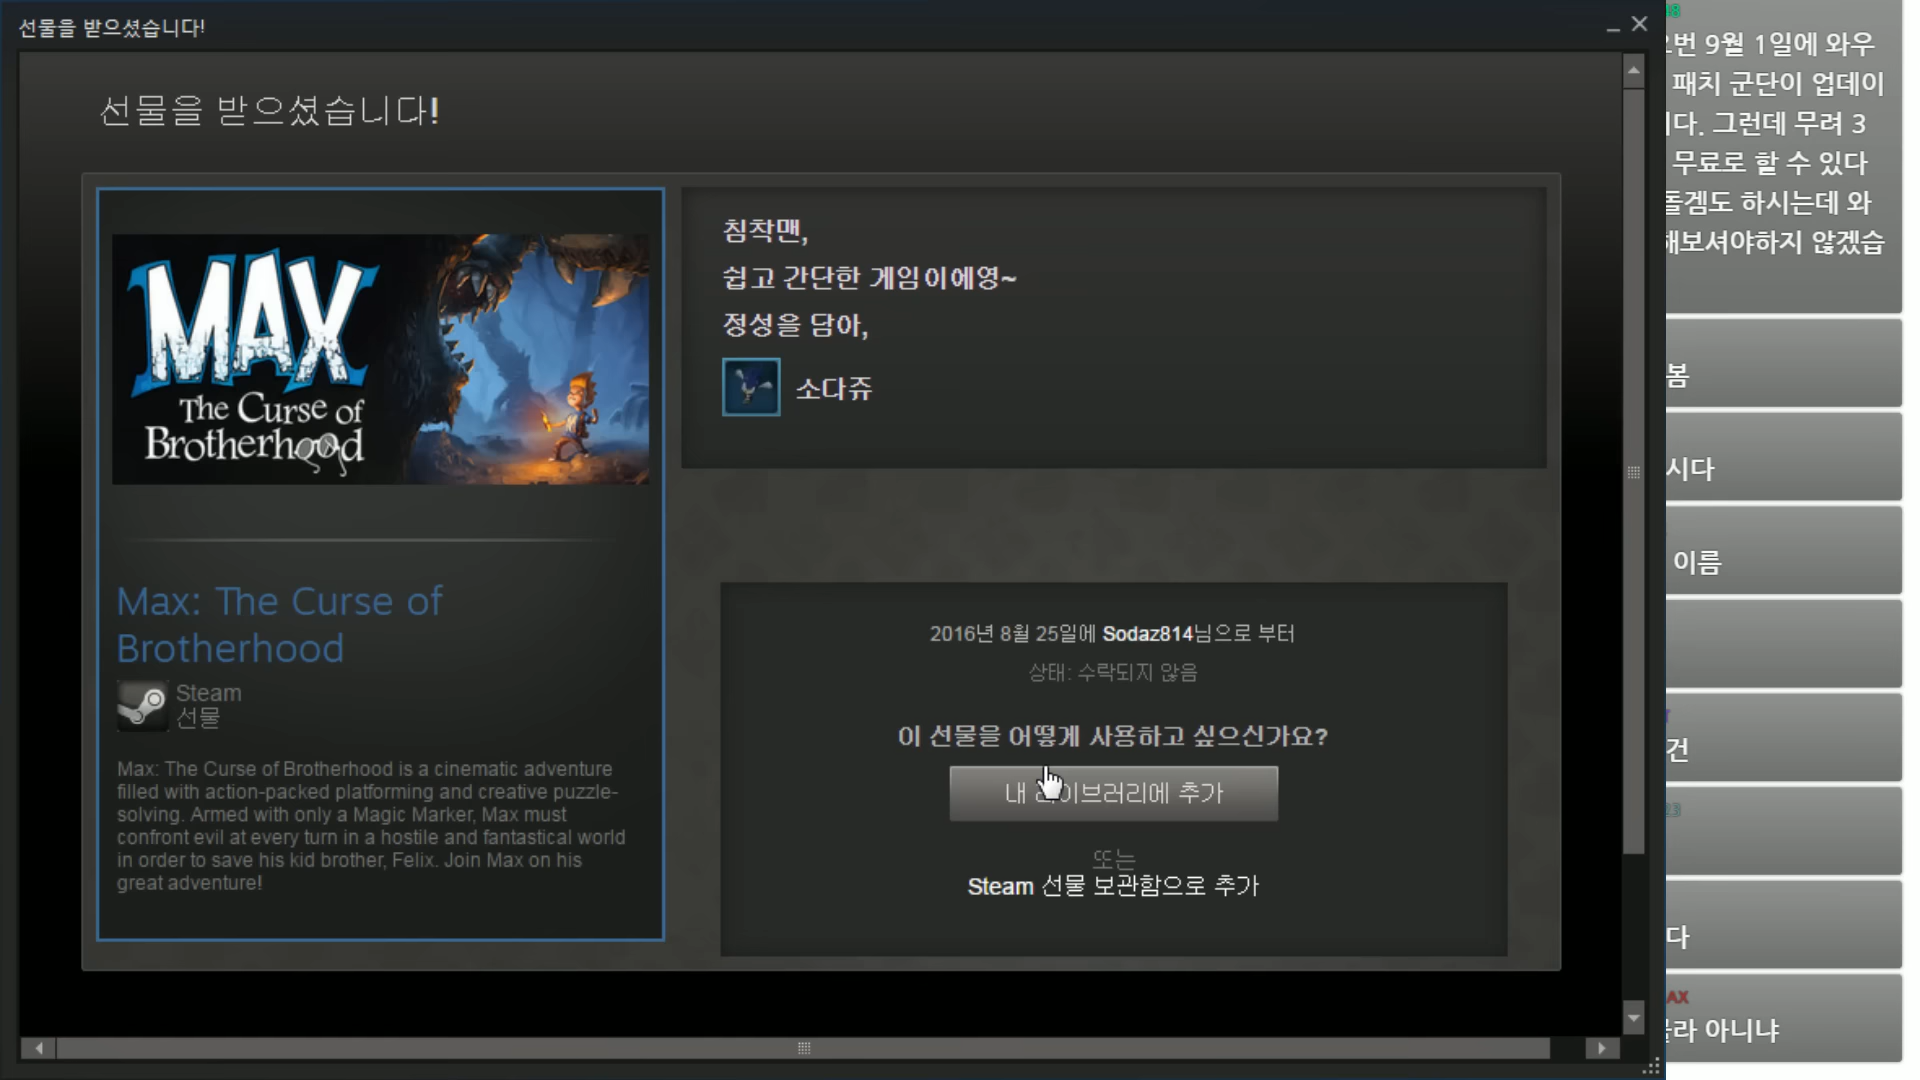 선물을 받으셨습니다!
선물을 받으셨습니다!
MAX
The Curse of
Brotherhood
Max: The Curse of
Brotherhood
Steam
선물
Max: The Curse of Brotherhood is a cinematic adventure
filled with action-packed platforming and creative puzzle-
solving. Armed with only a Magic Marker, Max must
confront evil at every turn in a hostile and fantastical world
in order to save his kid brother, Felix. Join Max on his
great adventure!
침착맨,
쉽고 간단한 게임이에영~
정성을 담아,
소다쥬
2016년 8월 25일에 Sodaz814님으로 부터
상태: 수락되지 않음
이 선물을 어떻게 사용하고 싶으신가요?
내 라이브러리에 추가
또는
Steam 선물 보관함으로 추가
9월 1일에 와우
패치 군단이 업데이
그런데 무려 3
무료로 할 수 있다
하시는데 와
않겠습
봄
시다
이름
건
23
다
AX
아니냐